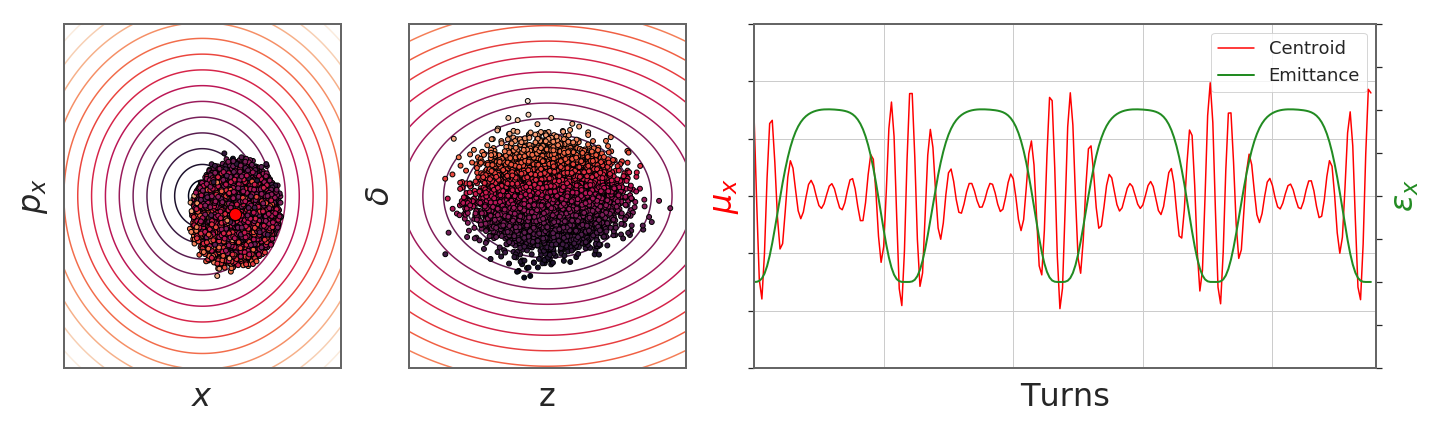 pₓ
x
δ
z
μₓ
Centroid
Emittance
εₓ
Turns